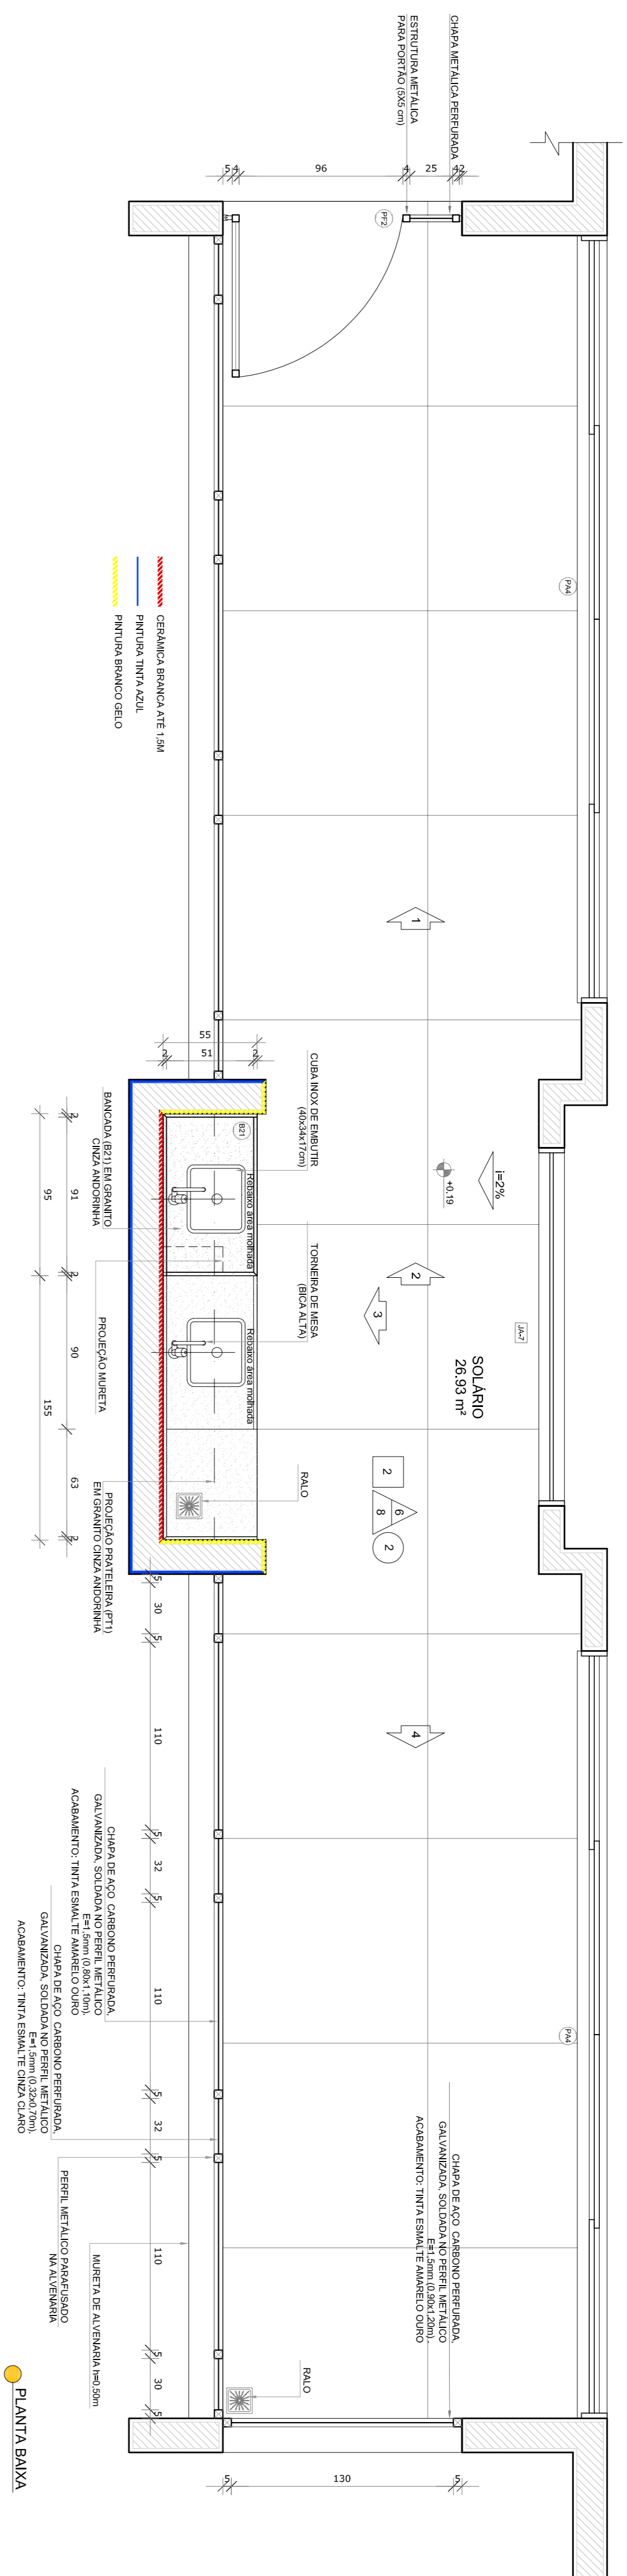 CHAPA METÁLICA PERFURADA
ESTRUTURA METÁLICA
PARA PORTÃO (5X5 cm)
5
4
96
4
25
4
2
PF2
PA4
CERÂMICA BRANCA ATÉ 1,5M
PINTURA TINTA AZUL
PINTURA BRANCO GELO
1
55
2
51
2
CUBA INOX DE EMBUTIR
(40x34x17cm)
B21
Rebaixo área molhada
BANCADA (B21) EM GRANITO
CINZA ANDORINHA
i=2%
+0.19
2
3
TORNEIRA DE MESA
(BICA ALTA)
Rebaixo área molhada
PROJEÇÃO MURETA
JA-7
SOLÁRIO
26.93 m²
2
6
8
2
RALO
PROJEÇÃO PRATELEIRA (PT1)
EM GRANITO CINZA ANDORINHA
2
91
2
90
63
2
95
155
4
5
30
5
110
5
32
5
110
5
32
5
110
5
30
5
CHAPA DE AÇO CARBONO PERFURADA,
GALVANIZADA, SOLDADA NO PERFIL METÁLICO
E=1,5mm (0,80x1,10m).
ACABAMENTO: TINTA ESMALTE AMARELO OURO
CHAPA DE AÇO CARBONO PERFURADA,
GALVANIZADA, SOLDADA NO PERFIL METÁLICO
E=1,5mm (0,32x0,70m).
ACABAMENTO: TINTA ESMALTE CINZA CLARO
PA4
CHAPA DE AÇO CARBONO PERFURADA,
GALVANIZADA, SOLDADA NO PERFIL METÁLICO
E=1,5mm (0,90x1,20m).
ACABAMENTO: TINTA ESMALTE AMARELO OURO
PERFIL METÁLICO PARAFUSADO
NA ALVENARIA
MURETA DE ALVENARIA h=0,50m
RALO
5
130
5
PLANTA BAIXA